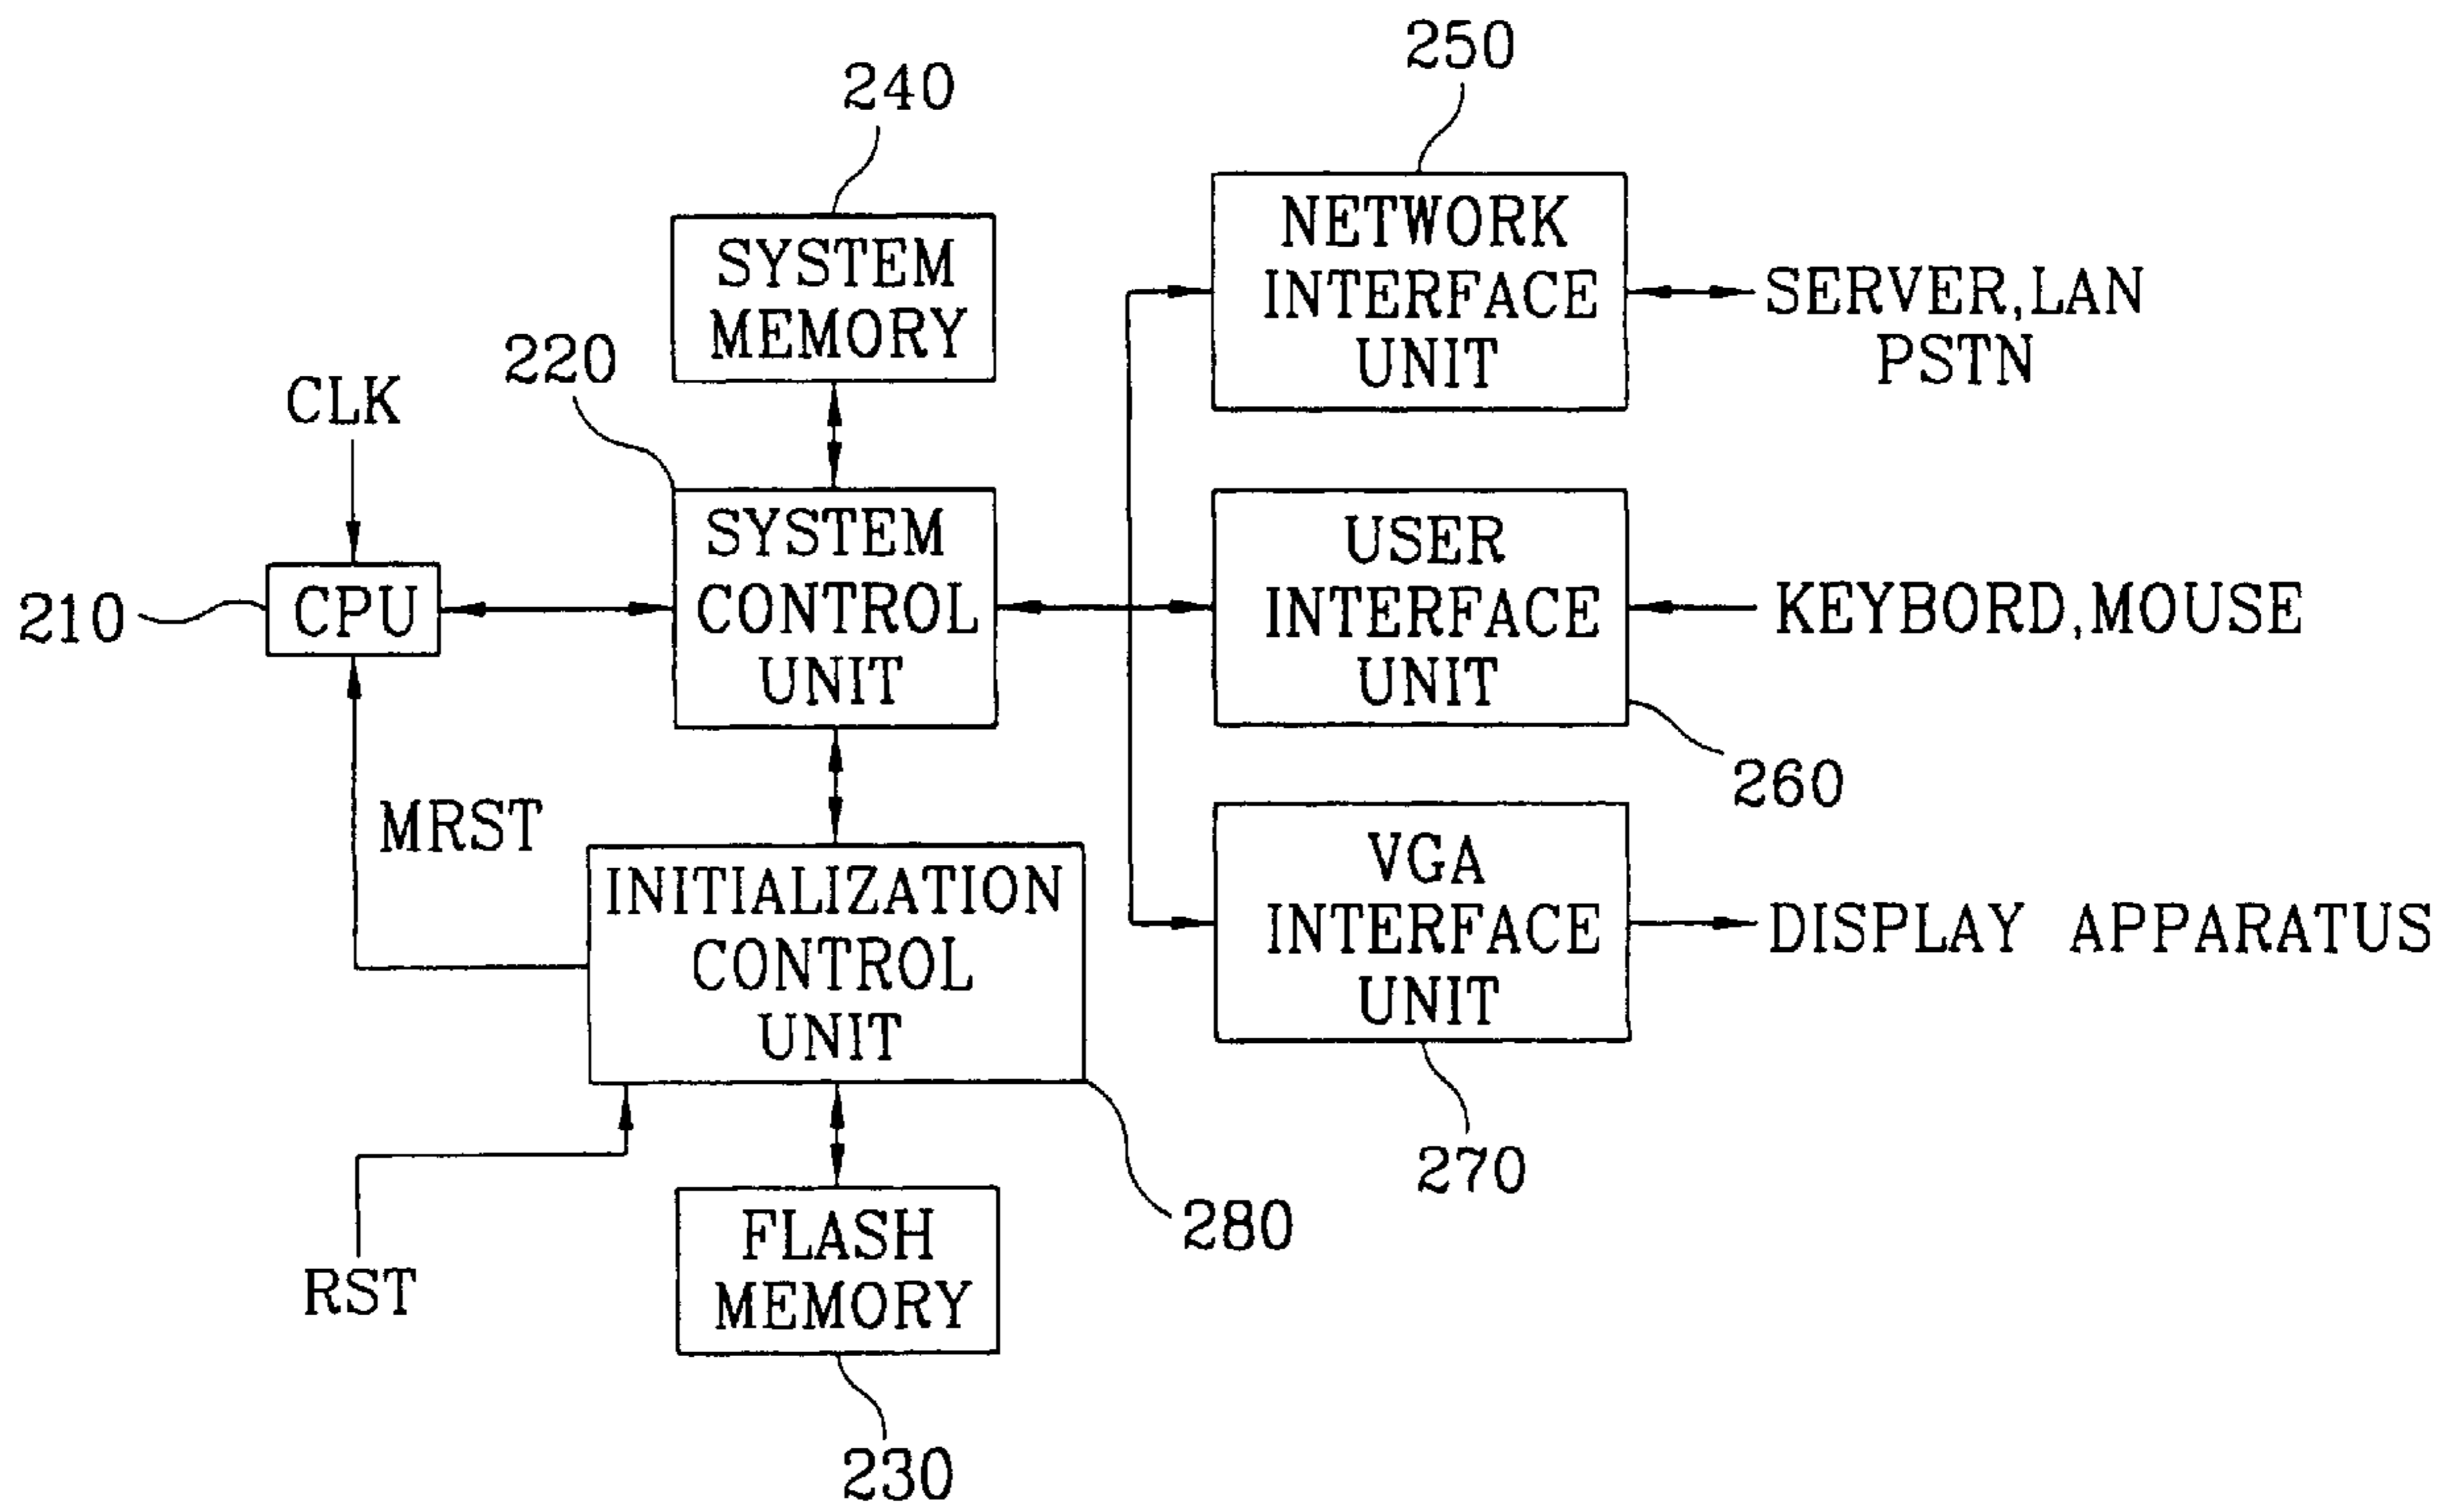 250
240
NETWORK
INTERFACE
UNIT
SERVER,LAN
PSTN
SYSTEM
MEMORY
220
CLK
SYSTEM
CONTROL
UNIT
USER
INTERFACE
UNIT
KEYBORD,MOUSE
210
CPU
260
MRST
INITIALIZATION
CONTROL
UNIT
VGA
INTERFACE
UNIT
DISPLAY APPARATUS
270
280
RST
FLASH
MEMORY
230